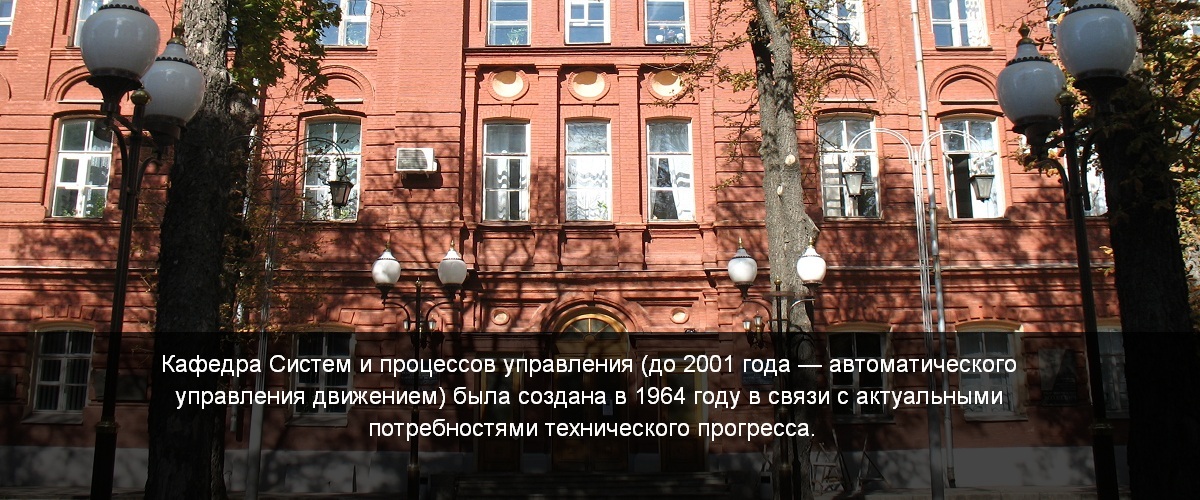 Кафедра Систем и процессов управления (до 2001 года — автоматического
управления движением) была создана в 1964 году в связи с актуальными
потребностями технического прогресса.